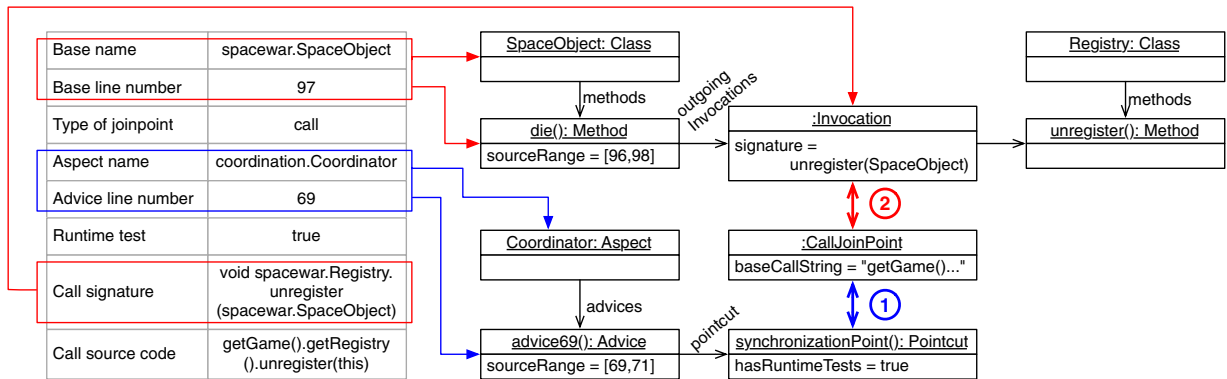 Base name
spacewar.SpaceObject
Base line number
97
Type of joinpoint
call
Aspect name
coordination.Coordinator
Advice line number
69
Runtime test
true
Call signature
void spacewar.Registry.
unregister
(spacewar.SpaceObject)
Call source code
getGame().getRegistry
().unregister(this)
SpaceObject: Class
methods
die(): Method
sourceRange = [96,98]
outgoing
Invocations
:Invocation
signature =
unregister(SpaceObject)
Registry: Class
methods
unregister(): Method
2
Coordinator: Aspect
advices
advice69(): Advice
sourceRange = [69,71]
pointcut
:CallJoinPoint
baseCallString = "getGame()..."
1
synchronizationPoint(): Pointcut
hasRuntimeTests = true